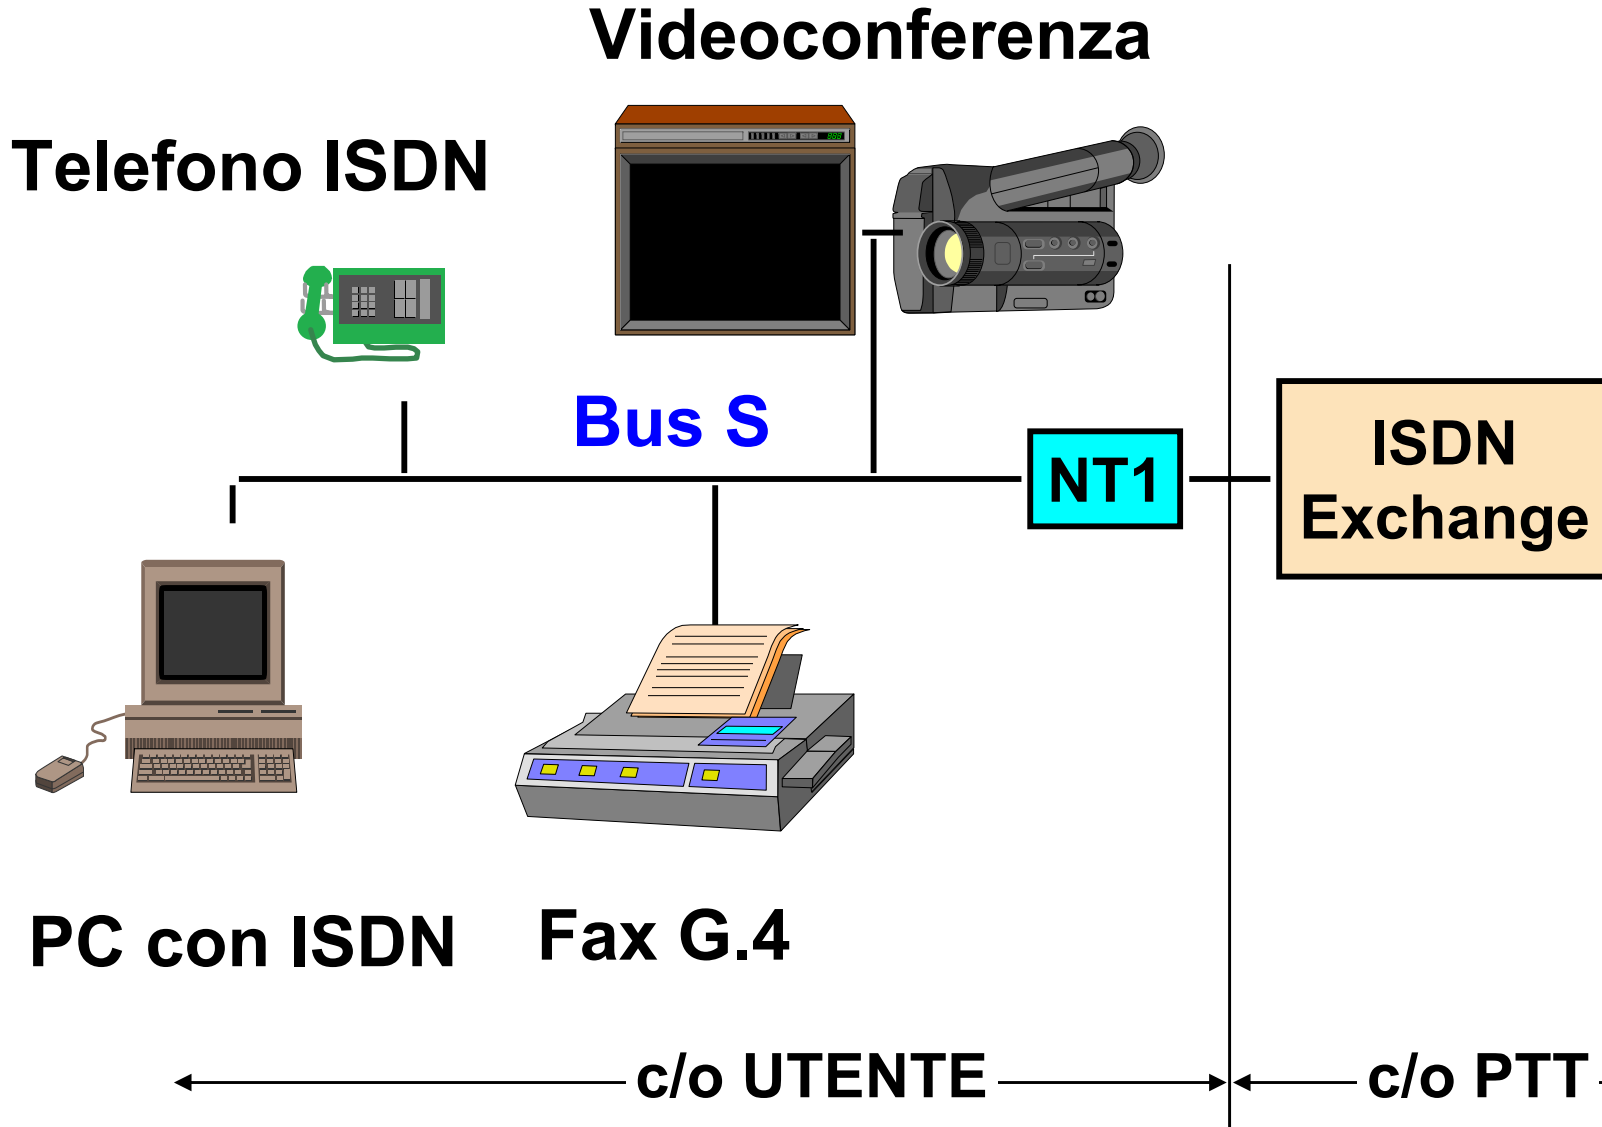 Videoconferenza
Telefono ISDN
Bus S
NT1
ISDN
Exchange
PC con ISDN
Fax G.4
c/o UTENTE
c/o PTT